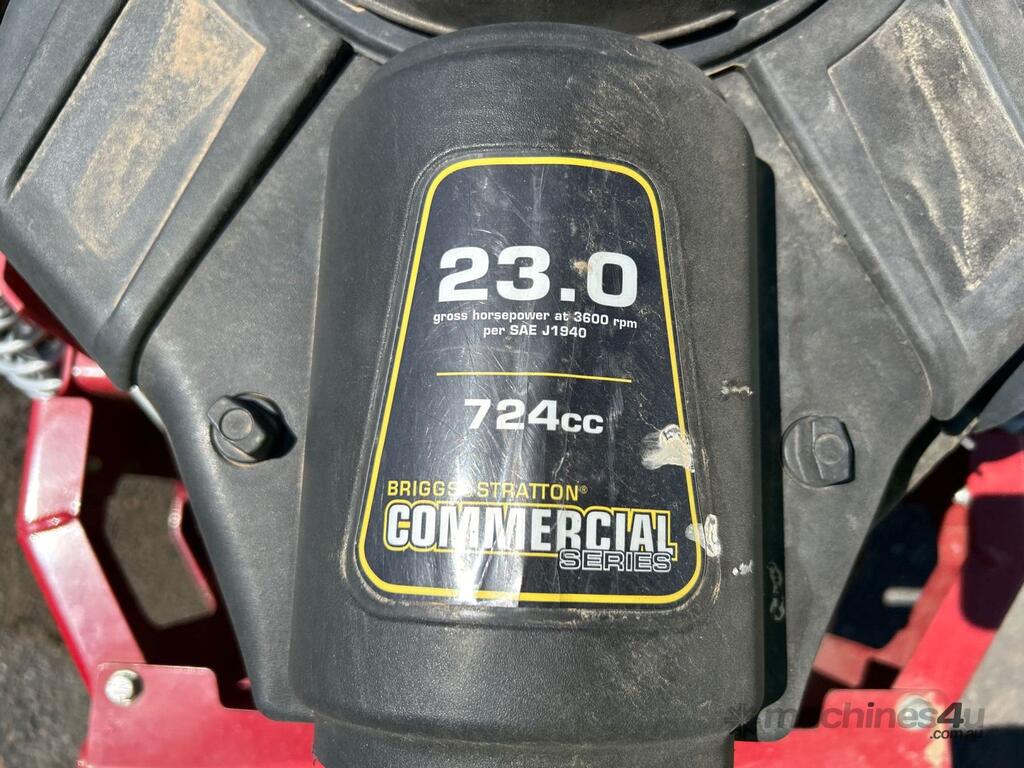 23.0
gross horsepower at 3600 rpm
per SAE J1940
724cc
BRIGGS & STRATTON®
COMMERCIAL
SERIES
machines4u
.com.au